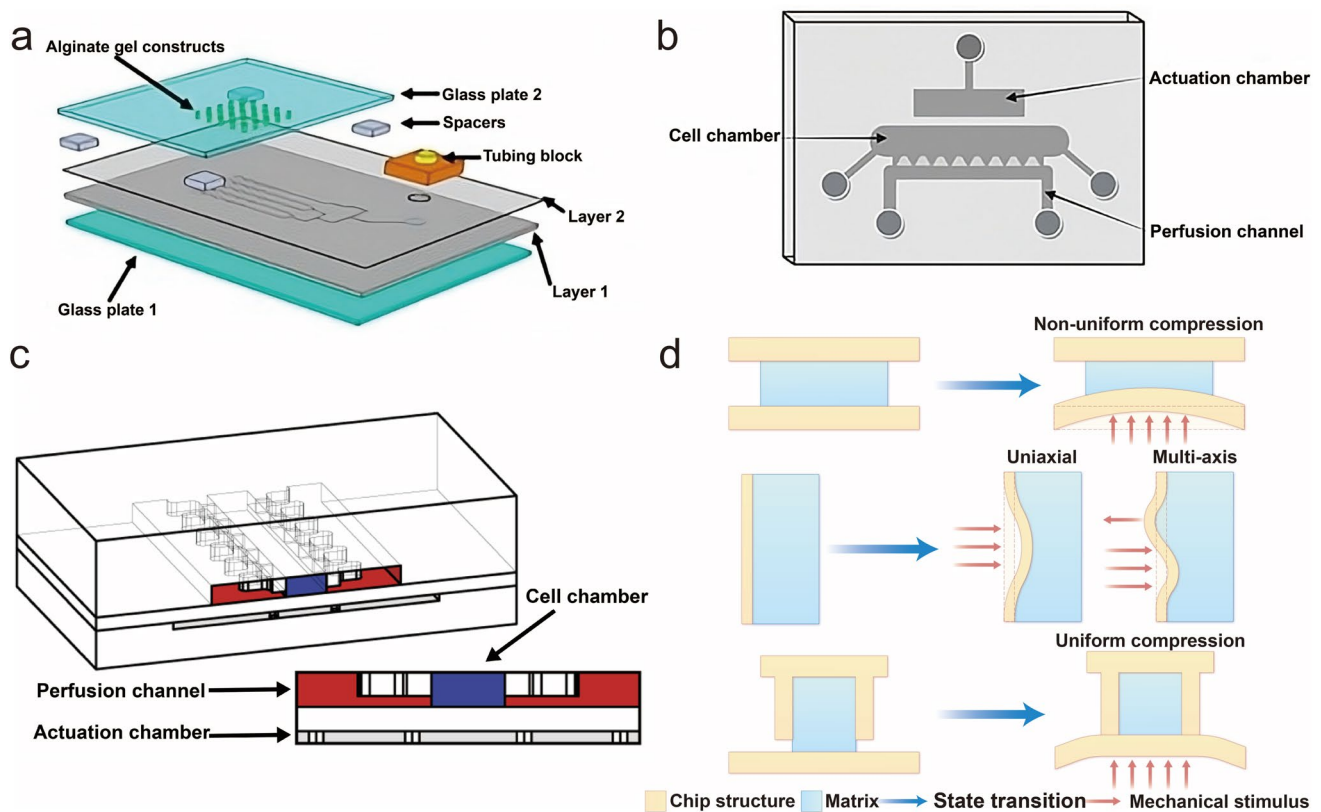 a
Alginate gel constructs
Glass plate 2
Spacers
Tubing block
Layer 2
Layer 1
Glass plate 1
b
Actuation chamber
Cell chamber
Perfusion channel
c
Cell chamber
Perfusion channel
Actuation chamber
d
Non-uniform compression
Uniaxial
Multi-axis
Uniform compression
Chip structure Matrix State transition Mechanical stimulus